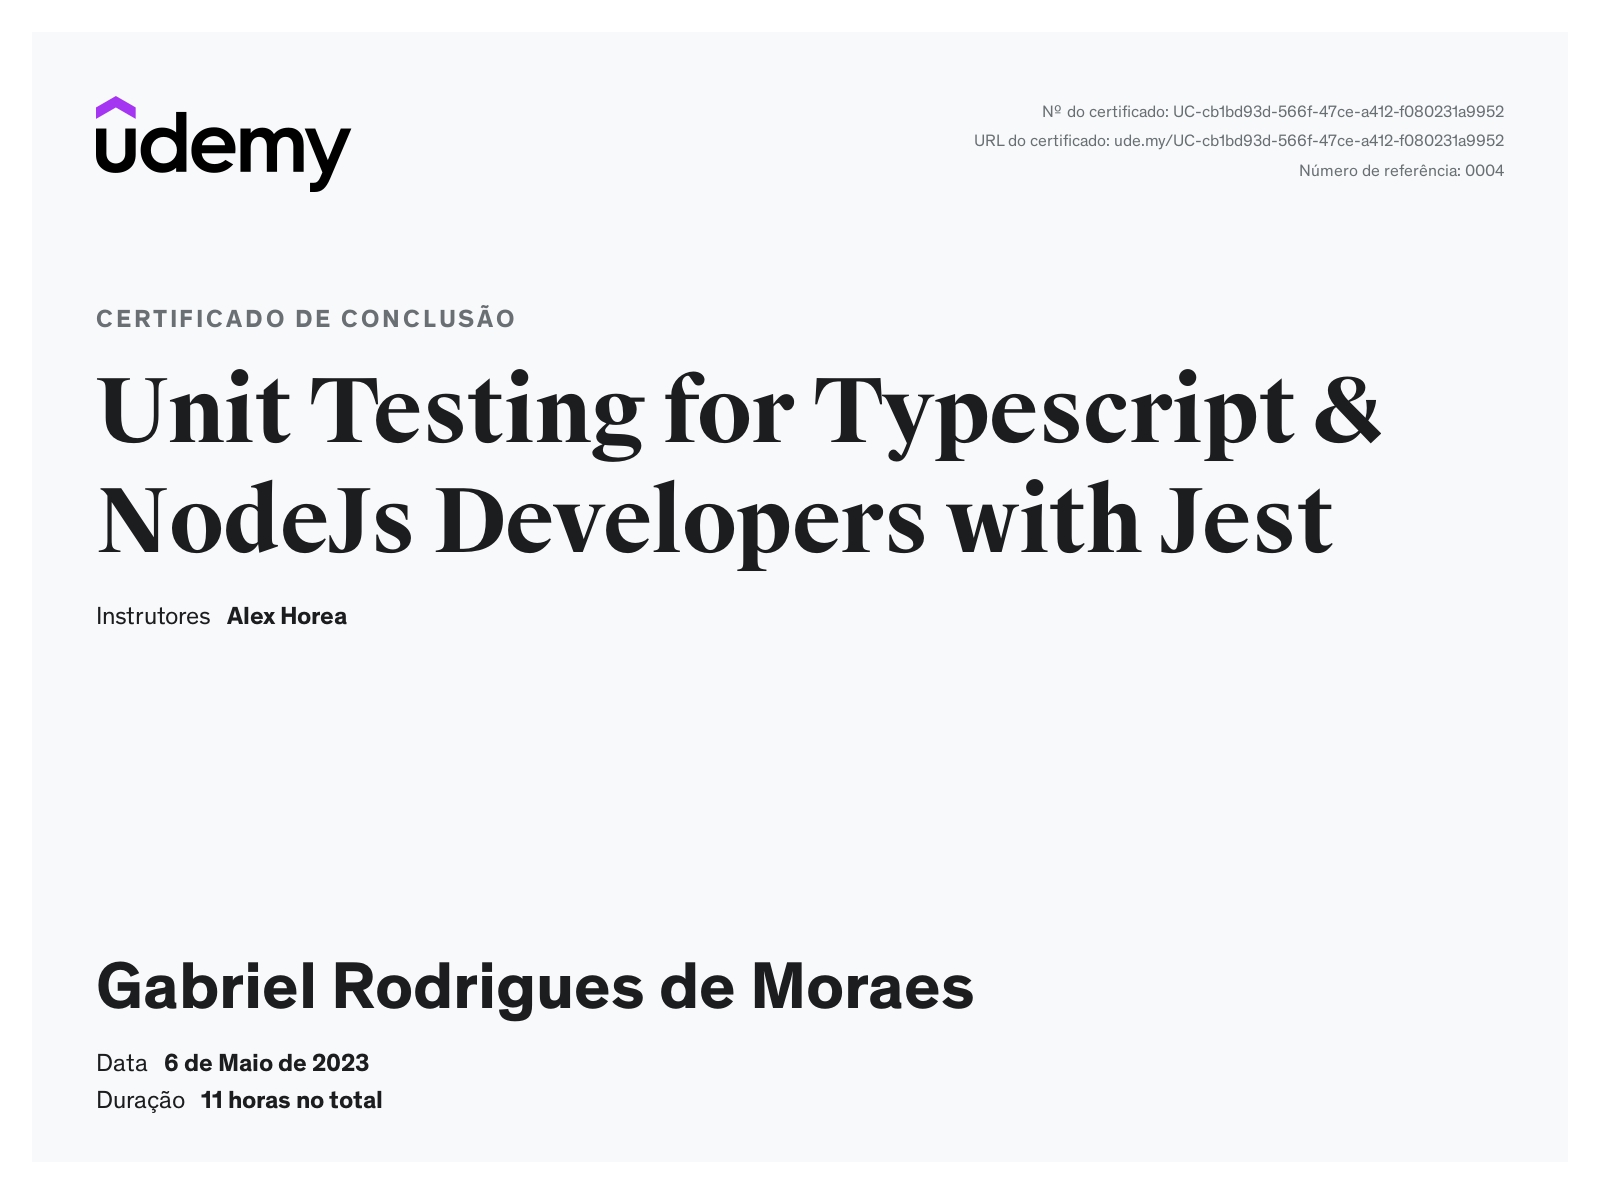 udemy
Nº do certificado: UC-cb1bd93d-566f-47ce-a412-f080231a9952
URL do certificado: ude.my/UC-cb1bd93d-566f-47ce-a412-f080231a9952
Número de referência: 0004
CERTIFICADO DE CONCLUSÃO
Unit Testing for Typescript &
NodeJs Developers with Jest
Instrutores Alex Horea
Gabriel Rodrigues de Moraes
Data 6 de Maio de 2023
Duração 11 horas no total